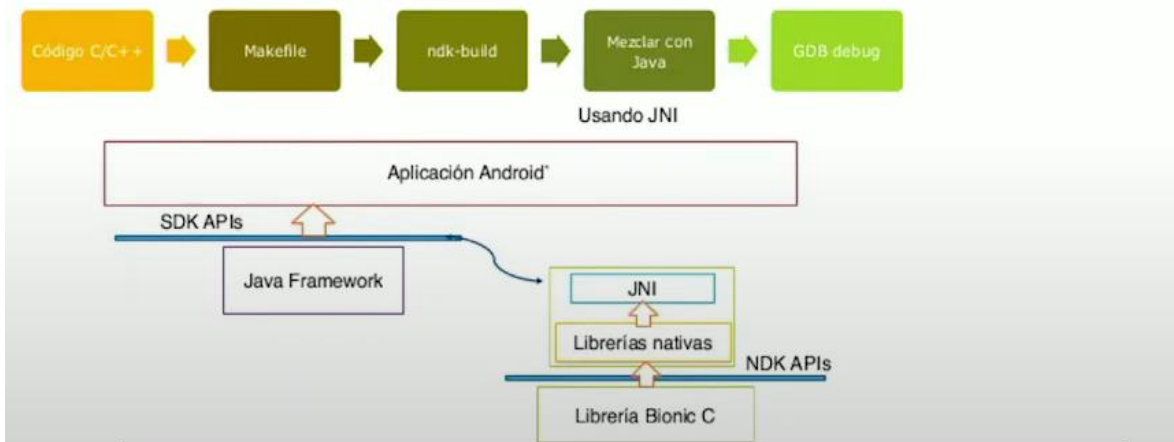 Código C/C++
Makefile
ndk-build
Mezclar con
Java
GDB debug
Usando JNI
Aplicación Android*
SDK APIs
Java Framework
JNI
Librerías nativas
NDK APIs
Librería Bionic C